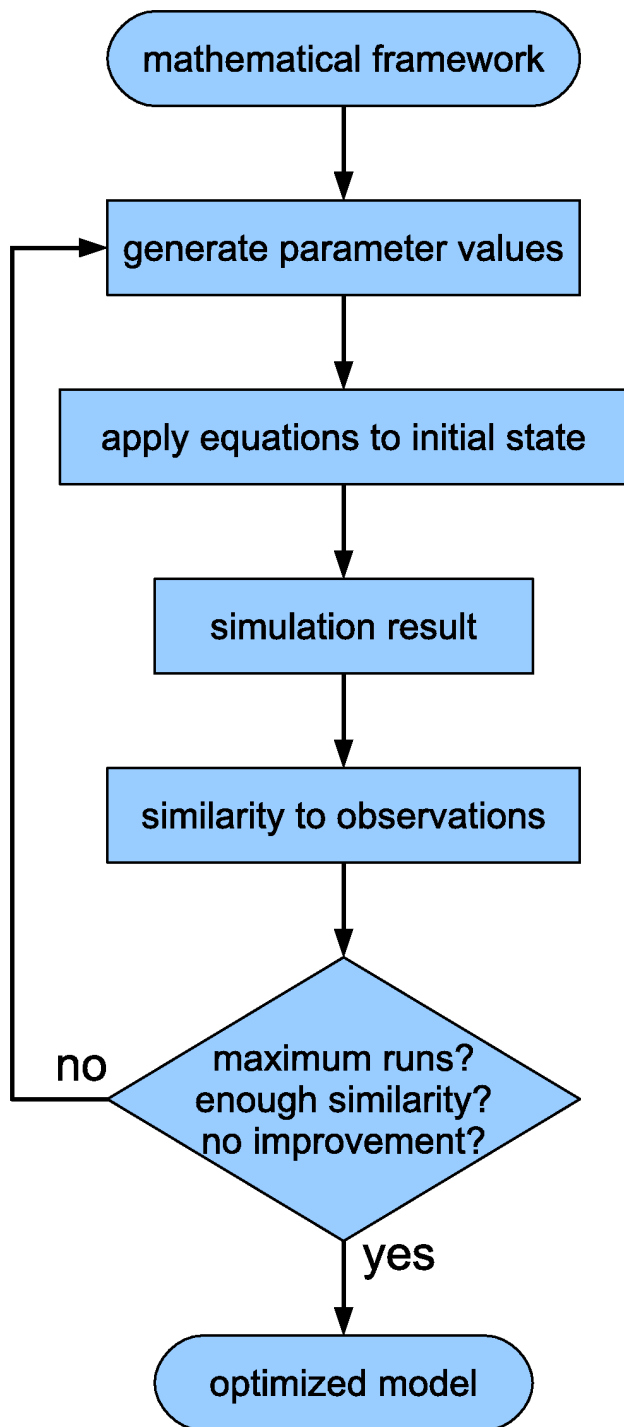 mathematical framework
generate parameter values
apply equations to initial state
simulation result
similarity to observations
no
maximum runs?
enough similarity?
no improvement?
yes
optimized model